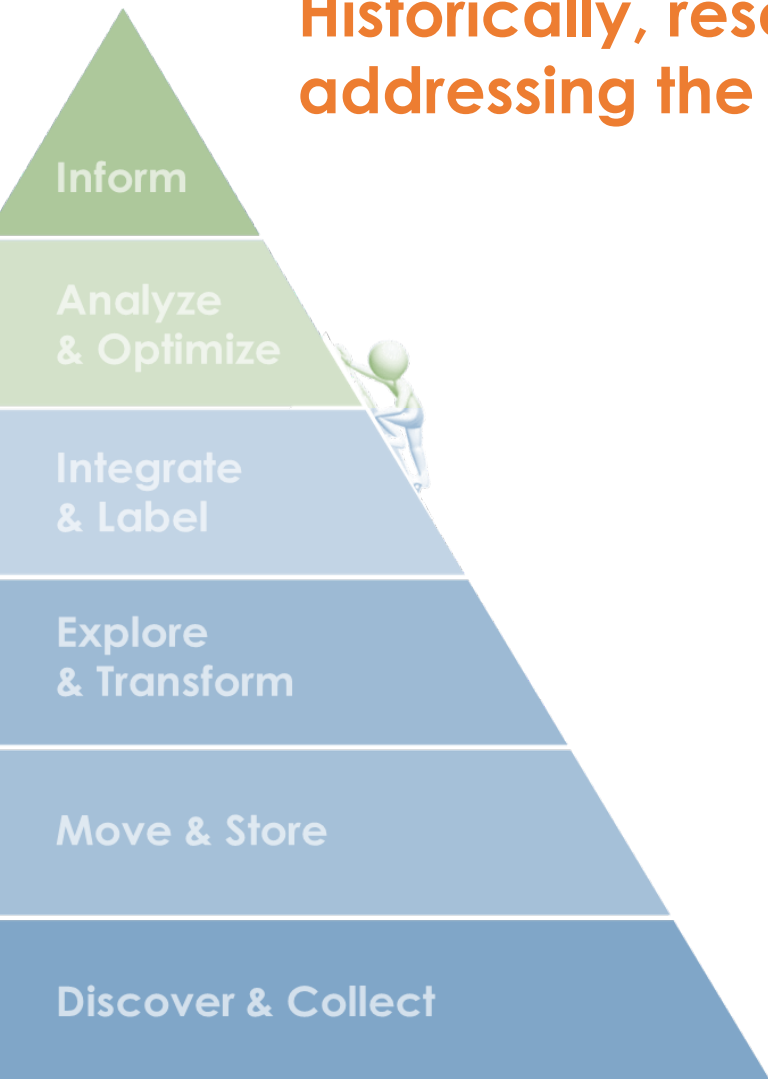 Historically, rese
addressing the
Inform
Analyze
& Optimize
Integrate
& Label
Explore
& Transform
Move & Store
Discover & Collect